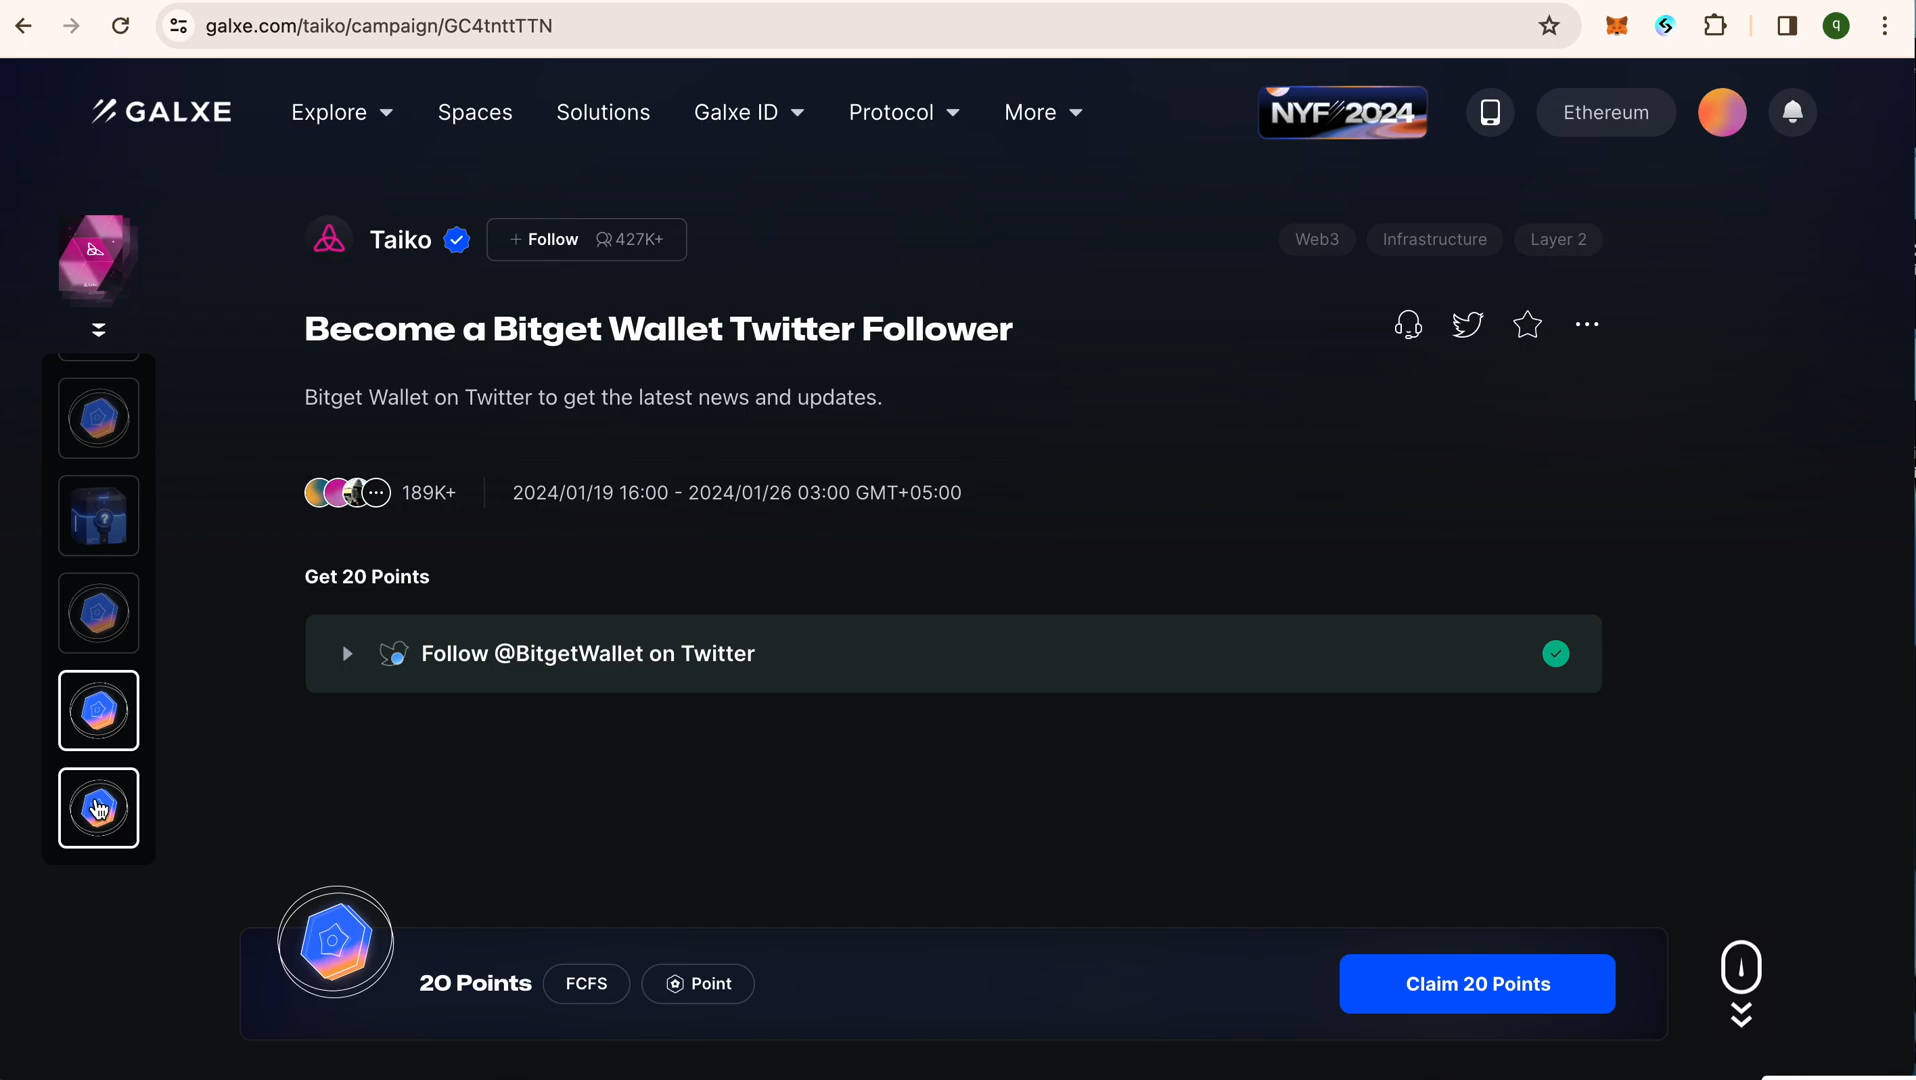 galxe.com/taiko/campaign/GC4tnttTTN
q
GALXE
Explore
Spaces
Solutions
Galxe ID
Protocol
More
NYF//2024
Ethereum
Taiko
+ Follow 427K+
Web3
Infrastructure
Layer 2
Become a Bitget Wallet Twitter Follower
Bitget Wallet on Twitter to get the latest news and updates.
189K+
2024/01/19 16:00 - 2024/01/26 03:00 GMT+05:00
Get 20 Points
Follow @BitgetWallet on Twitter
20 Points
FCFS
Point
Claim 20 Points